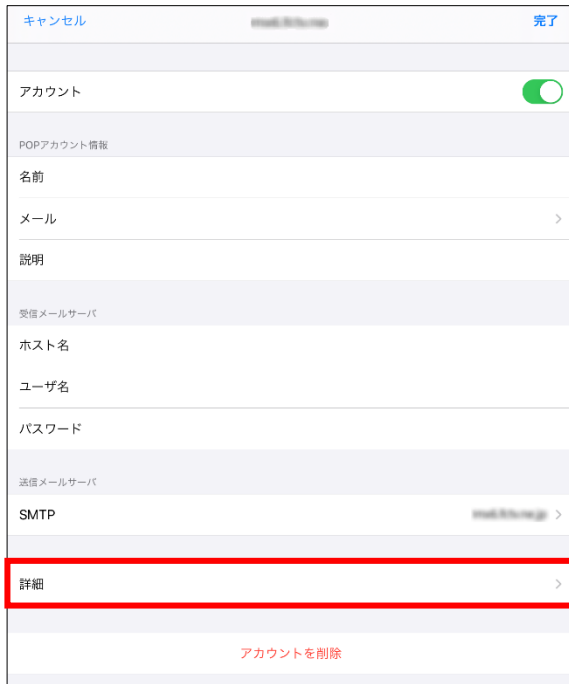 キャンセル 完了
アカウント
POPアカウント情報
名前
メール
説明
受信メールサーバ
ホスト名
ユーザ名
パスワード
送信メールサーバ
SMTP
詳細
アカウントを削除